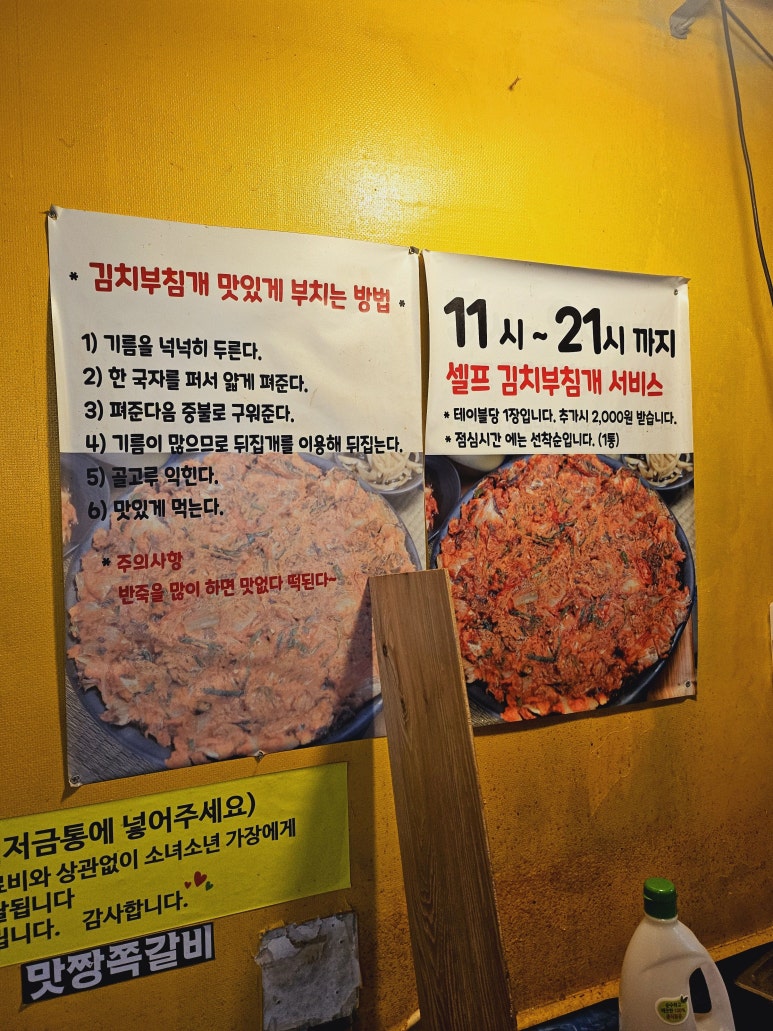 * 김치부침개 맛있게 부치는 방법 *
1) 기름을 넉넉히 두른다.
2) 한 국자를 퍼서 얇게 펴준다.
3) 펴준다음 중불로 구워준다.
4) 기름이 많으므로 뒤집개를 이용해 뒤집는다.
5) 골고루 익힌다.
6) 맛있게 먹는다.
* 주의사항
반죽을 많이 하면 맛없다 떡된다~
11시 ~ 21시 까지
셀프 김치부침개 서비스
* 테이블당 1장입니다. 추가시 2,000원 받습니다.
* 점심시간 에는 선착순입니다. (1통)
저금통에 넣어주세요)
료비와 상관없이 소녀소년 가장에게
달됩니다
니다. 감사합니다.
맛짱쪽갈비